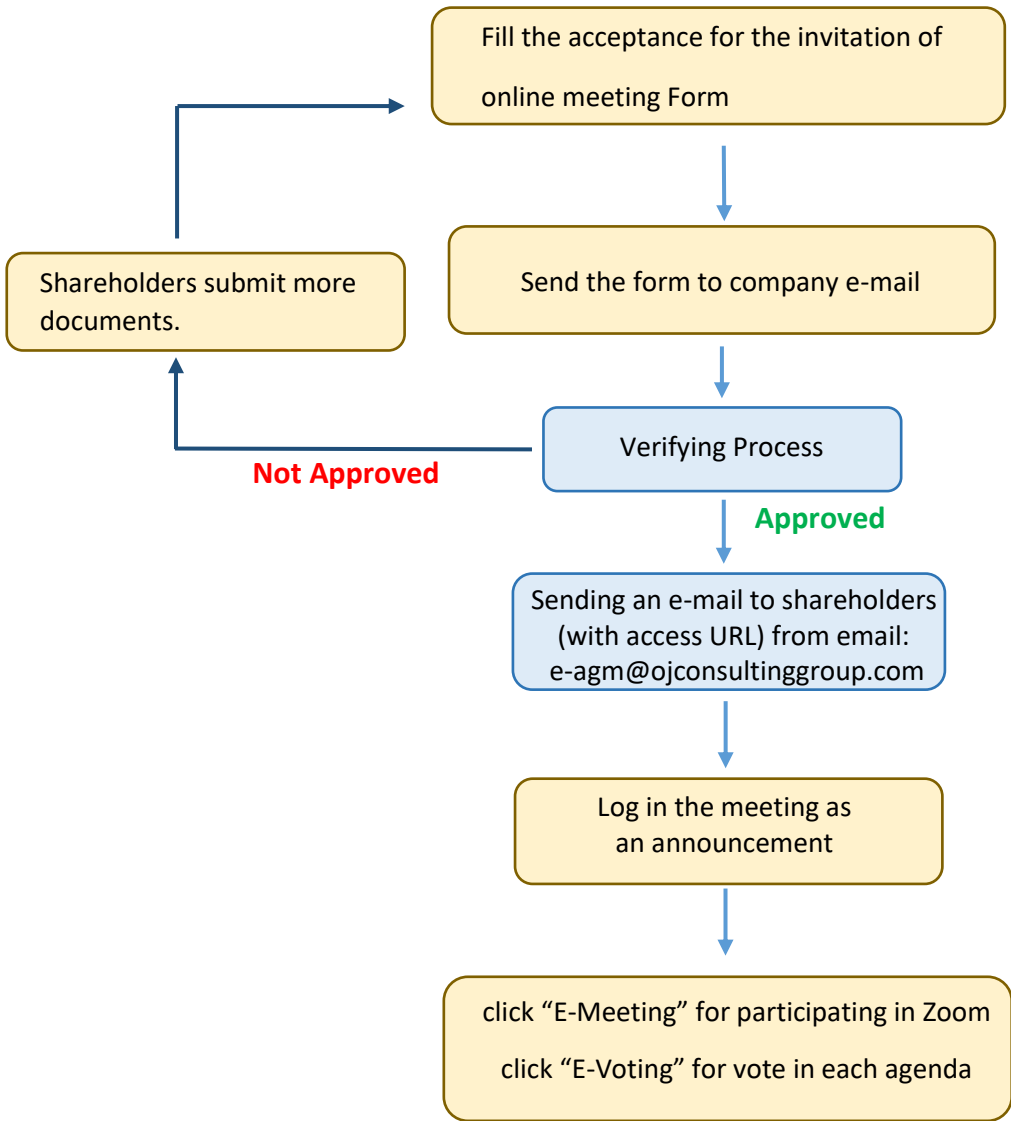 Fill the acceptance for the invitation of
online meeting Form
Send the form to company e-mail
Shareholders submit more
documents.
Verifying Process
Not Approved
Approved
Sending an e-mail to shareholders
(with access URL) from email:
e-agm@ojconsultinggroup.com
Log in the meeting as
an announcement
click “E-Meeting” for participating in Zoom
click “E-Voting” for vote in each agenda